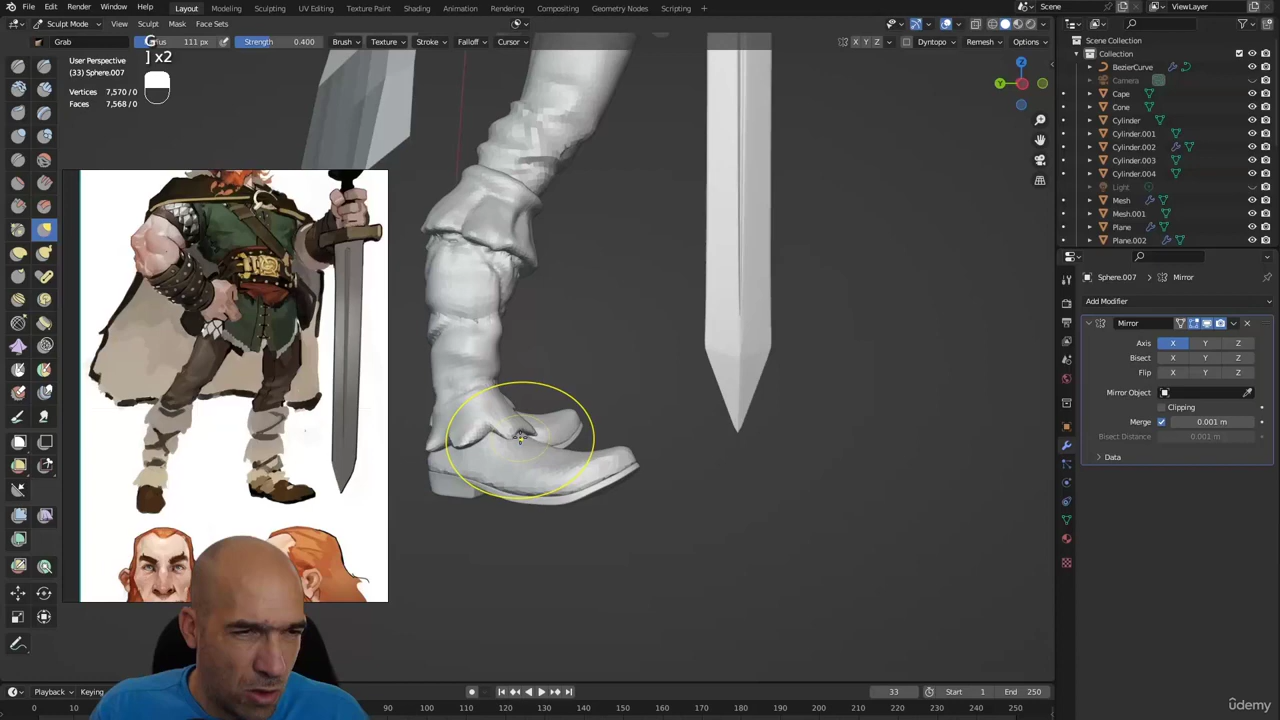 File Edit Render Window Help Layout Modeling Sculpting UV Editing Texture Paint Shading Animation Rendering Compositing Geometry Nodes Scripting + Scene ViewLayer
Sculpt Mode View Sculpt Mask Face Sets
Grab 111 px Strength 0.400 Brush Texture Stroke Falloff Cursor X Y Z Dyntopo Remesh Options
G
] x2
User Perspective
(33) Sphere.007
Vertices 7,570 / 0
Faces 7,568 / 0
Y
Z
Scene Collection
Collection
BezierCurve
Camera
Cape
Cone
Cylinder
Cylinder.001
Cylinder.002
Cylinder.003
Cylinder.004
Light
Mesh
Mesh.001
Plane
Plane.002
Sphere.007 > Mirror
Add Modifier
Mirror
Axis X Y Z
Bisect X Y Z
Flip X Y Z
Mirror Object
Clipping
Merge 0.001 m
Bisect Distance 0.001 m
Data
Playback Keying 33 Start 1 End 250
0 10 80 90 100 110 120 130 140 150 160 170 180 190 200 210 220 230 240 250
ûdemy